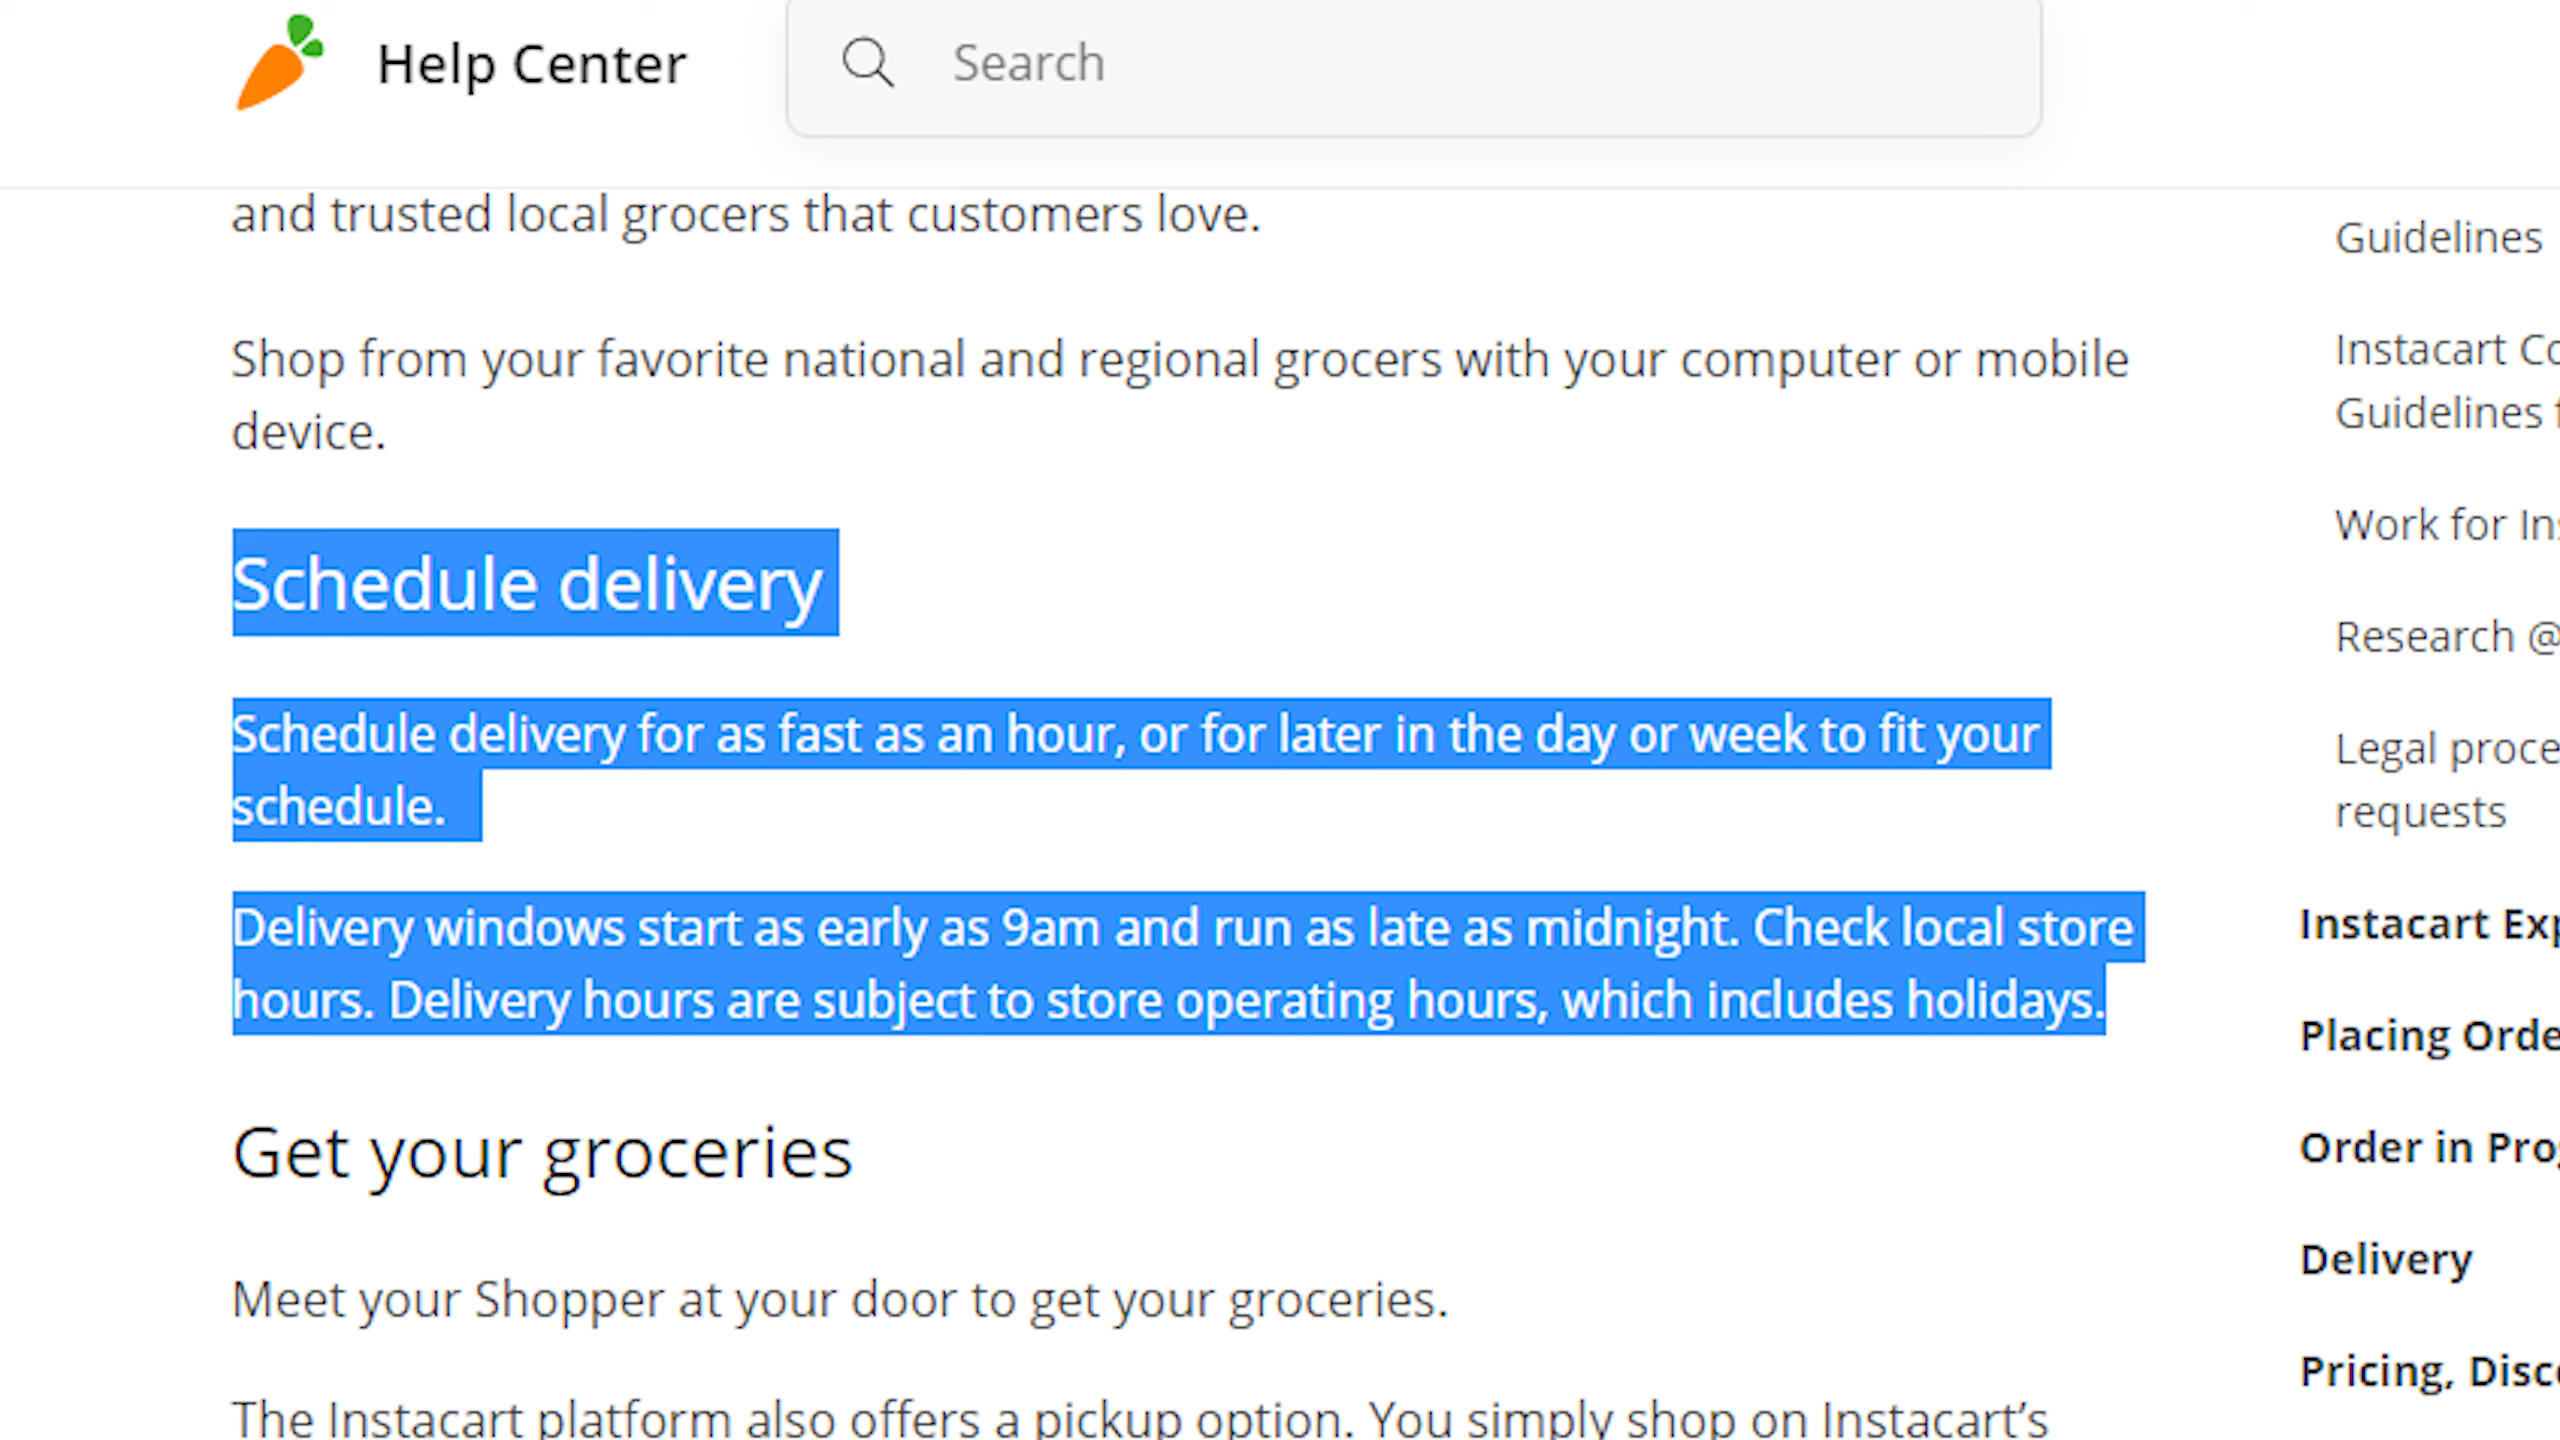 Help Center
Search
and trusted local grocers that customers love.
Shop from your favorite national and regional grocers with your computer or mobile
device.
Schedule delivery
Schedule delivery for as fast as an hour, or for later in the day or week to fit your
schedule.
Delivery windows start as early as 9am and run as late as midnight. Check local store
hours. Delivery hours are subject to store operating hours, which includes holidays.
Get your groceries
Meet your Shopper at your door to get your groceries.
The Instacart platform also offers a pickup option. You simply shop on Instacart’s
Guidelines
Instacart
Guidelines
Work for
Research @
Legal
requests
Instacart
Placing
Order in
Delivery
Pricing,